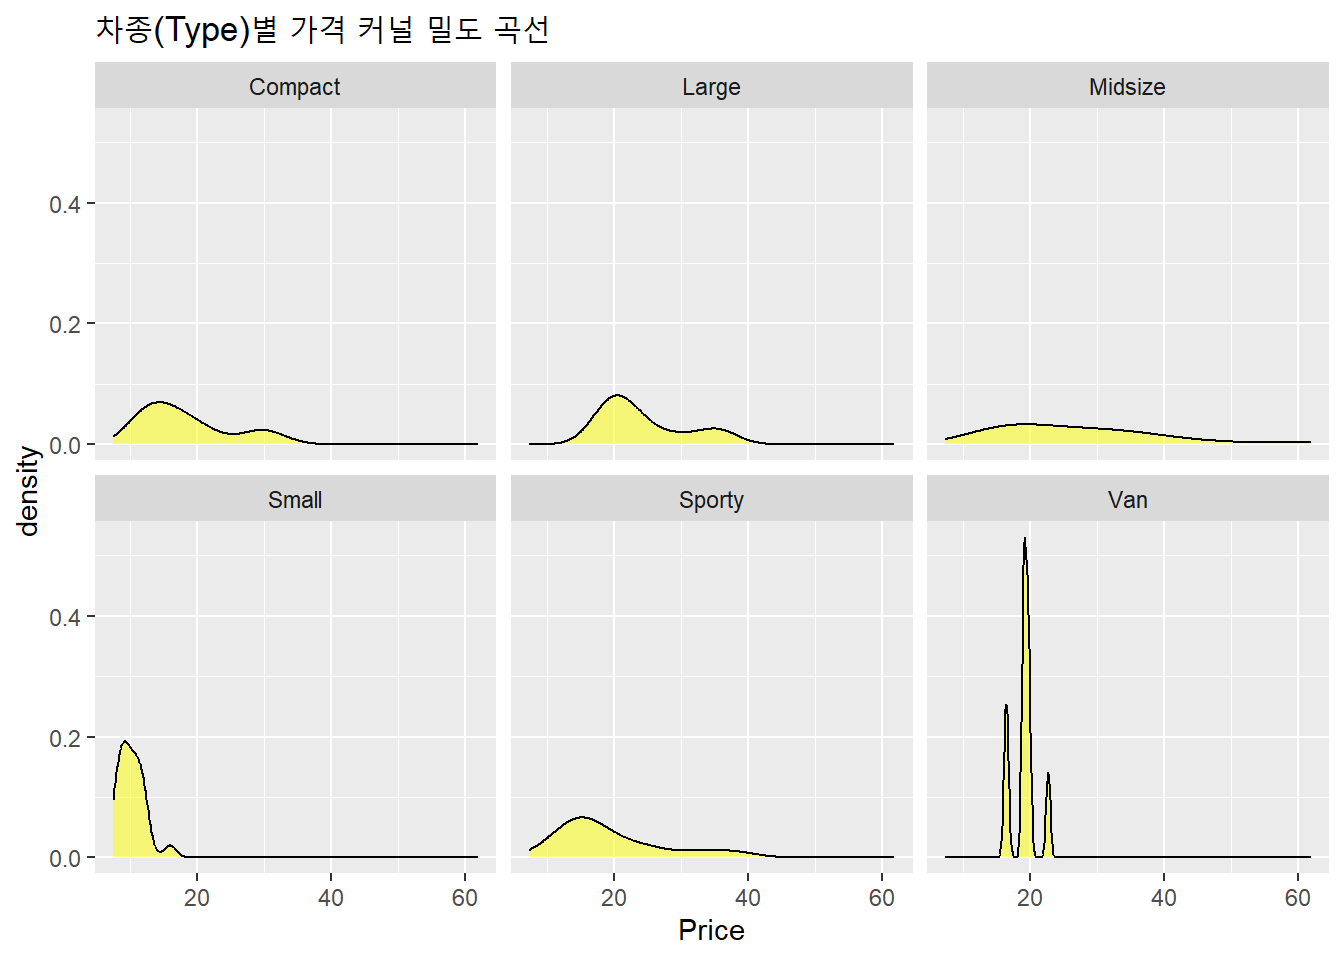 차종(Type)별 가격 커널 밀도 곡선
Compact
Large
Midsize
0.4
0.2
0.0
density
Small
Sporty
Van
0.4
0.2
0.0
20 40 60
20 40 60
20 40 60
Price